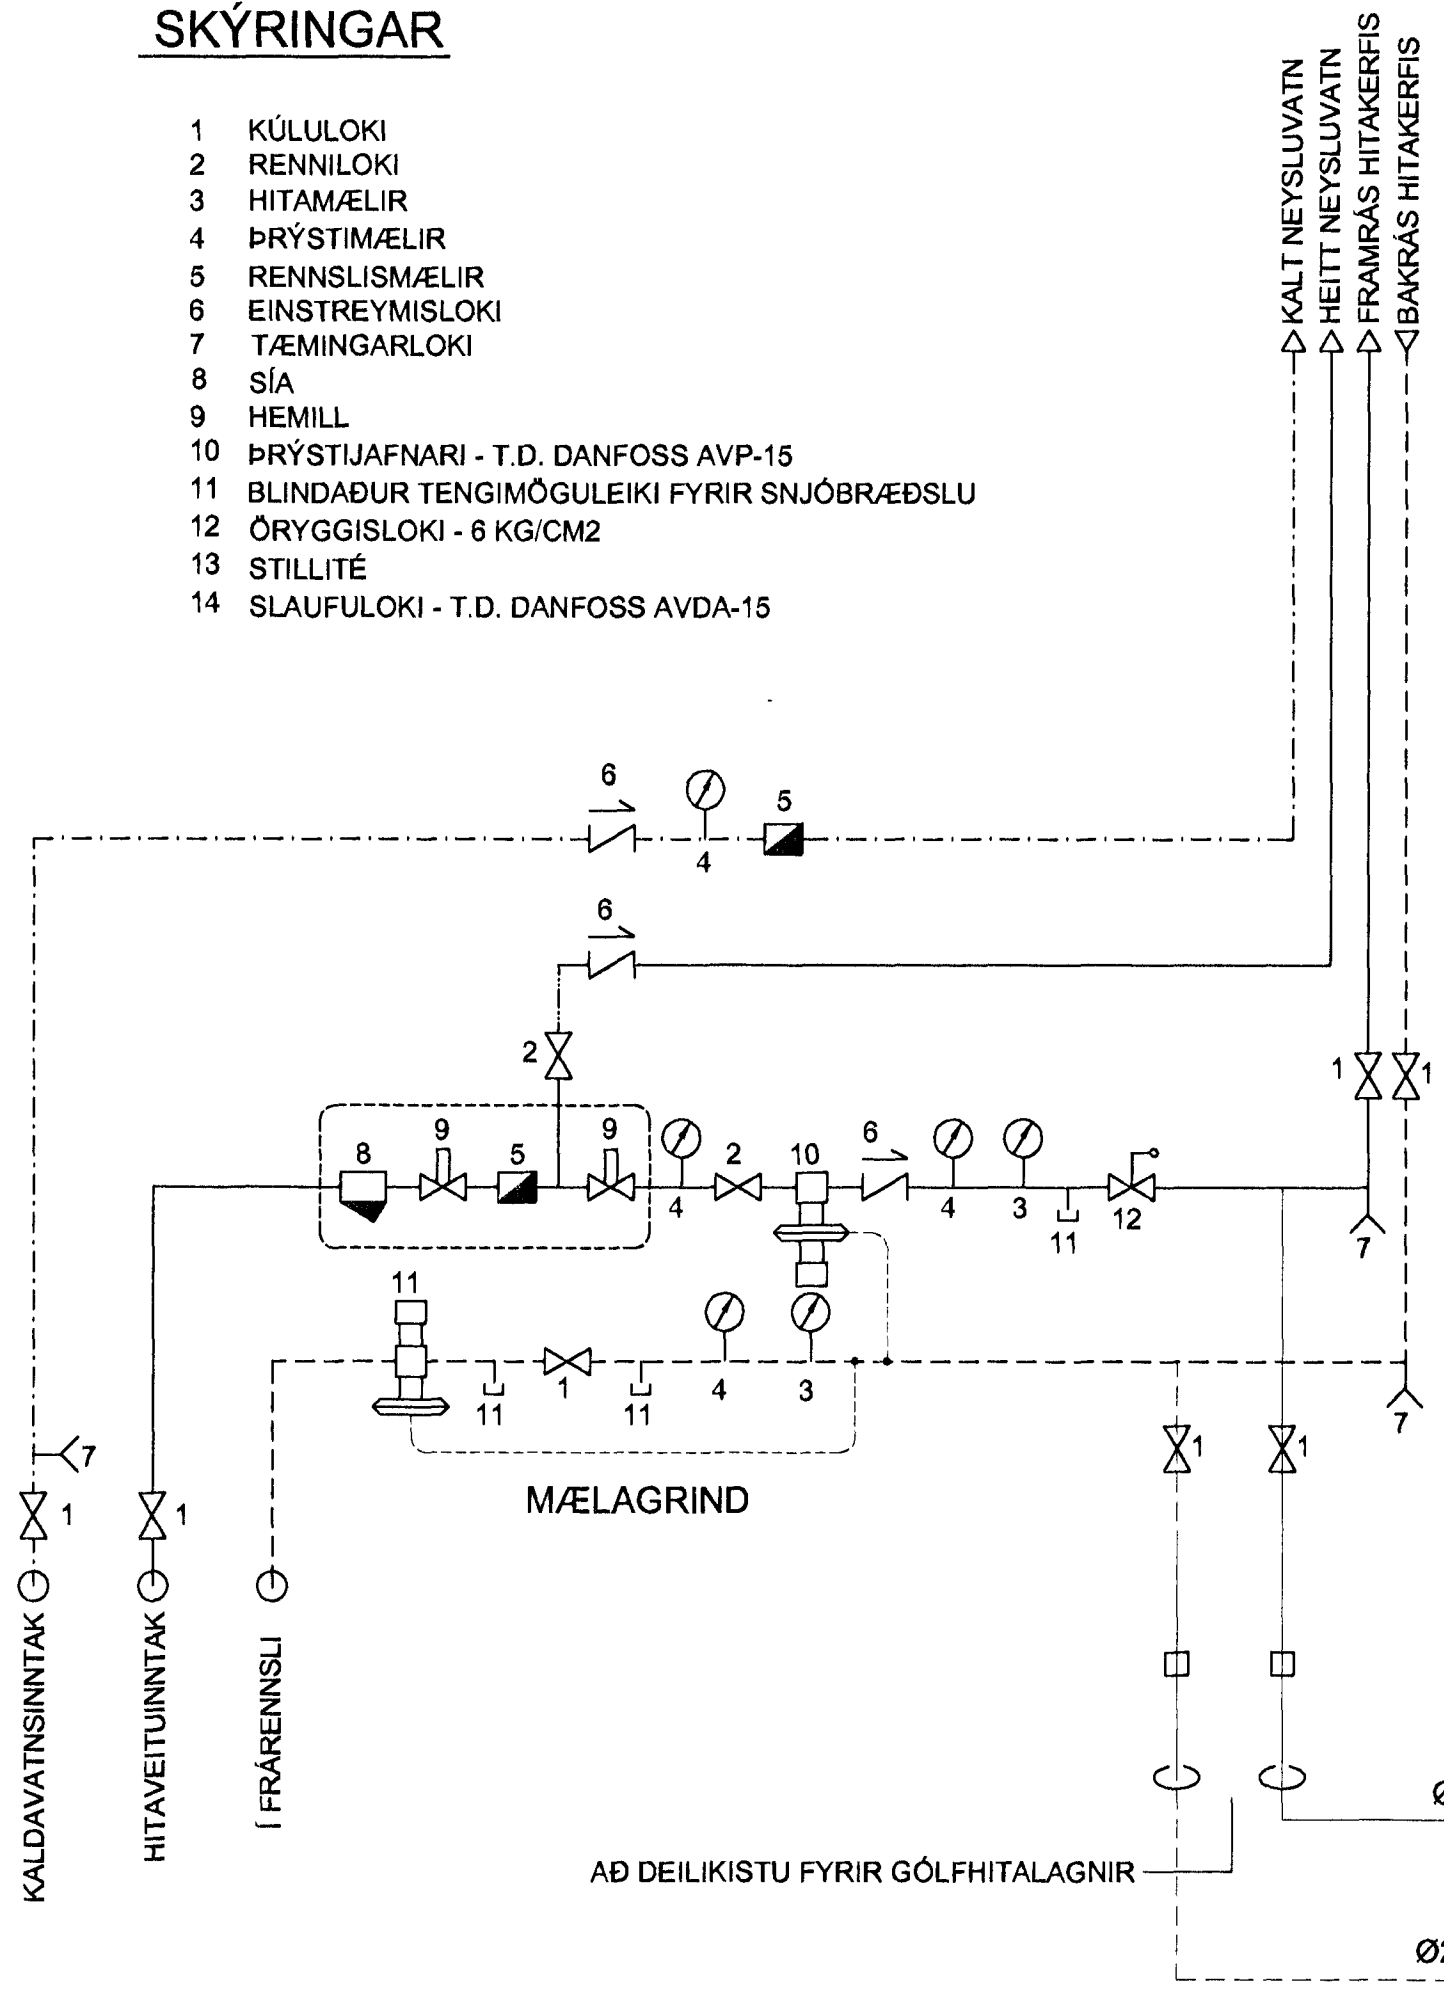 SKÝRINGAR
1 KÚLULOKI
2 RENNILOKI
3 HITAMÆLIR
4 ÞRÝSTIMÆLIR
5 RENNSLISMÆLIR
6 EINSTREYMISLOKI
7 TÆMINGARLOKI
8 SÍA
9 HEMILL
10 ÞRÝSTIJAFNARI - T.D. DANFOSS AVP-15
11 BLINDAÐUR TENGIMÖGULEIKI FYRIR SNJÓBRÆÐSLU
12 ÖRYGGISLOKI - 6 KG/CM2
13 STILLITÉ
14 SLAUFULOKI - T.D. DANFOSS AVDA-15
KALT NEYSLUVATN
HEITT NEYSLUVATN
FRAMRÁS HITAKERFIS
BAKRÁS HITAKERFIS
6
5
4
6
2
1
1
8
9
5
9
4
2
10
6
4
3
11
12
7
11
11
1
11
4
3
7
1
1
7
1
1
MÆLAGRIND
KALDAVATNSINNTAK
HITAVEITUINNTAK
Í FRÁRENNSLI
AÐ DEILIKISTU FYRIR GÓLFHITALAGNIR
Ø2